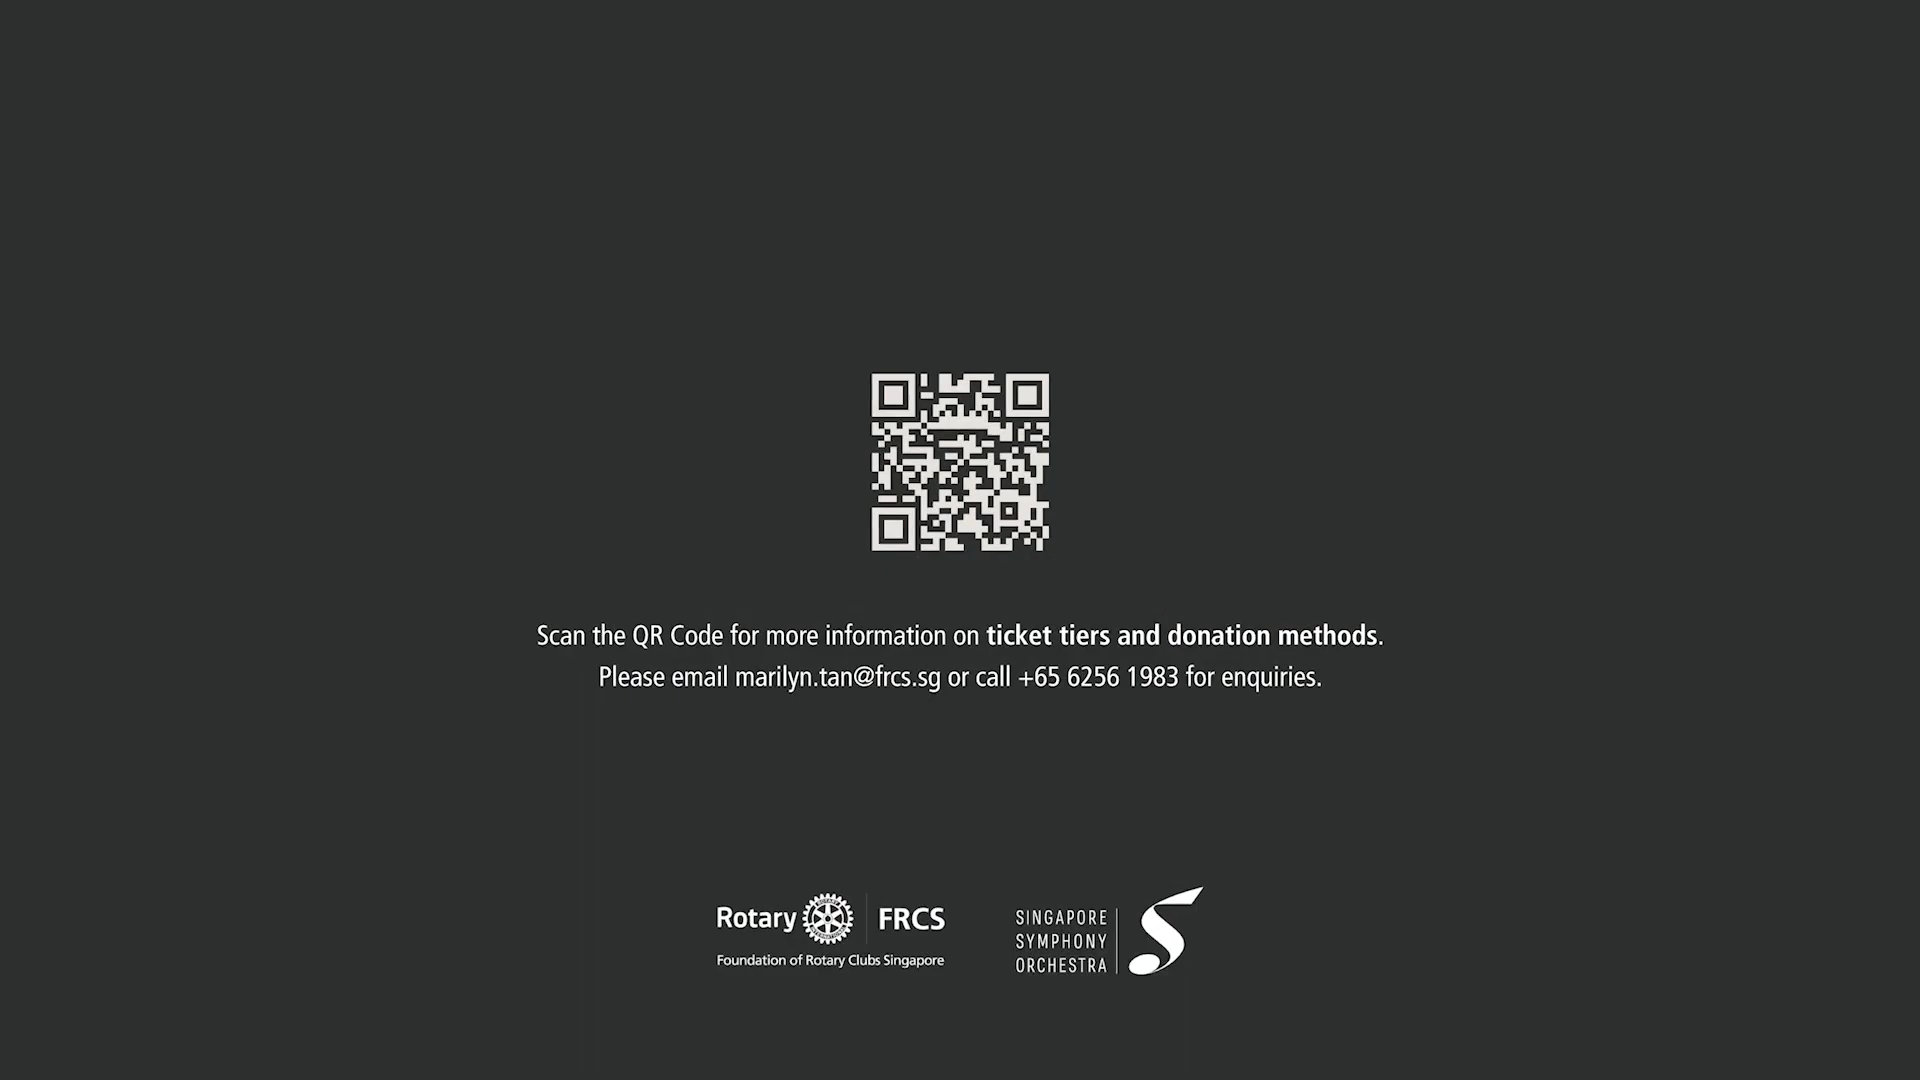 Scan the QR Code for more information on ticket tiers and donation methods.
Please email marilyn.tan@frcs.sg or call +65 6256 1983 for enquiries.
Rotary
FRCS
Foundation of Rotary Clubs Singapore
SINGAPORE
SYMPHONY
ORCHESTRA